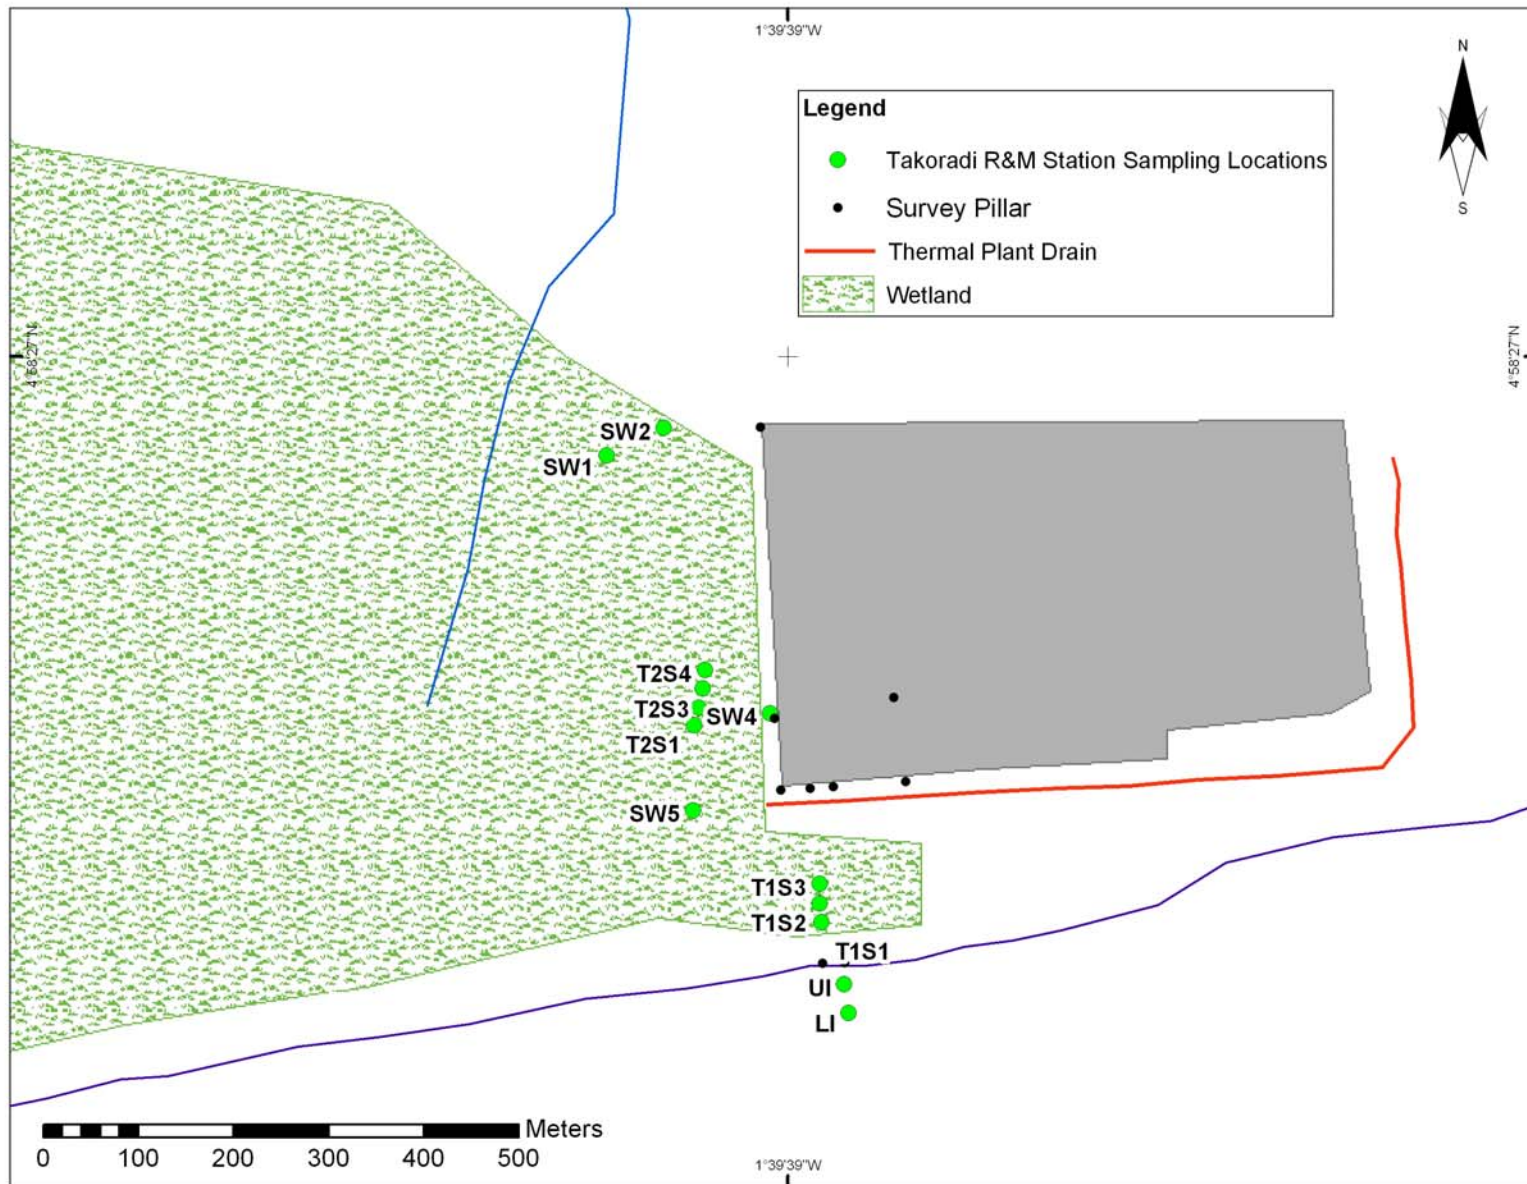 1°39'39"W
N
S
Legend
Takoradi R&M Station Sampling Locations
Survey Pillar
Thermal Plant Drain
Wetland
4°58'27"N
4°58'27"N
SW2
SW1
T2S4
T2S3
SW4
T2S1
SW5
T1S3
T1S2
T1S1
UI
LI
Meters
0 100 200 300 400 500
1°39'39"W